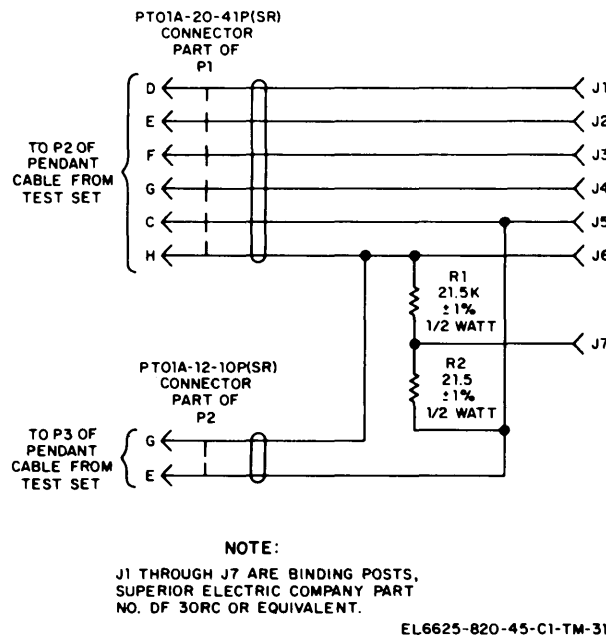 PT01A-20-41P(SR)
CONNECTOR
PART OF
P1
D
J1
E
J2
F
J3
G
J4
C
J5
H
J6
TO P2 OF
PENDANT
CABLE FROM
TEST SET
R1
21.5K
±1%
1/2 WATT
J7
R2
21.5
±1%
1/2 WATT
PT01A-12-10P(SR)
CONNECTOR
PART OF
P2
TO P3 OF
PENDANT
CABLE FROM
TEST SET
G
E
NOTE:
J1 THROUGH J7 ARE BINDING POSTS,
SUPERIOR ELECTRIC COMPANY PART
NO. DF 30RC OR EQUIVALENT.
EL6625-820-45-C1-TM-31